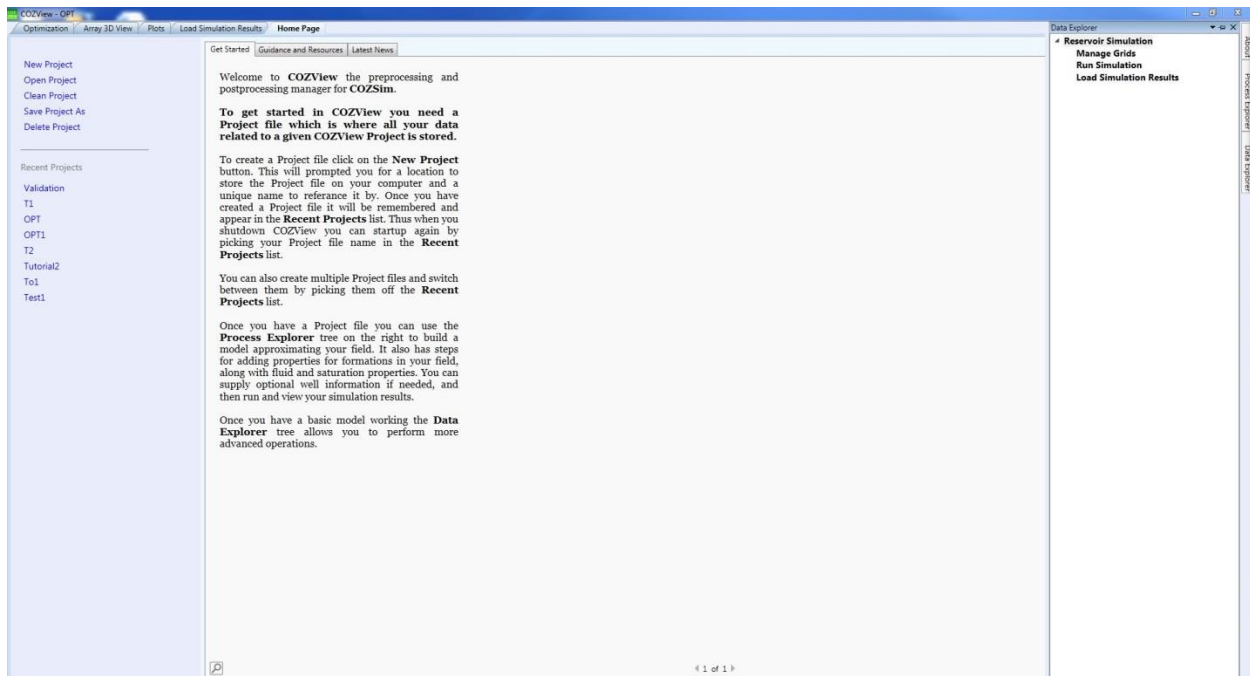 COZView - OPT
Optimization Array 3D View Plots Load Simulation Results Home Page
New Project
Open Project
Clean Project
Save Project As
Delete Project
Recent Projects
Validation
T1
OPT
OPT1
T2
Tutorial2
To1
Test1
Get Started Guidance and Resources Latest News
Welcome to COZView the preprocessing and
postprocessing manager for COZSim.
To get started in COZView you need a
Project file which is where all your data
related to a given COZView Project is stored.
To create a Project file click on the New Project
button. This will prompted you for a location to
store the Project file on your computer and a
unique name to referance it by. Once you have
created a Project file it will be remembered and
appear in the Recent Projects list. Thus when you
shutdown COZView you can startup again by
picking your Project file name in the Recent
Projects list.
You can also create multiple Project files and switch
between them by picking them off the Recent
Projects list.
Once you have a Project file you can use the
Process Explorer tree on the right to build a
model approximating your field. It also has steps
for adding properties for formations in your field,
along with fluid and saturation properties. You can
supply optional well information if needed, and
then run and view your simulation results.
Once you have a basic model working the Data
Explorer tree allows you to perform more
advanced operations.
1 of 1
Data Explorer
Reservoir Simulation
Manage Grids
Run Simulation
Load Simulation Results
About
Process Explorer
Data Explorer